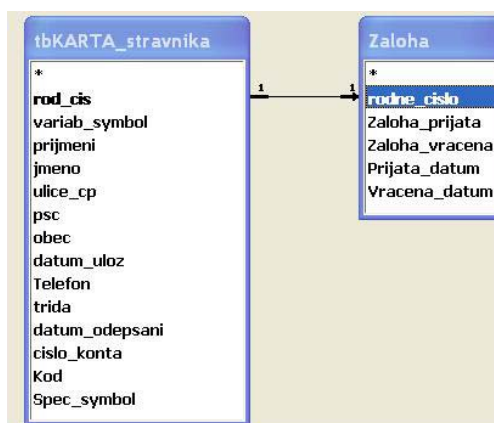 tbKARTA_stravnika
*
rod_cis
variab_symbol
prijmeni
jmeno
ulice_cp
psc
obec
datum_uloz
Telefon
trida
datum_odepsani
cislo_konta
Kod
Spec_symbol
1
1
Zaloha
*
rodne_cislo
Zaloha_prijata
Zaloha_vracena
Prijata_datum
Vracena_datum